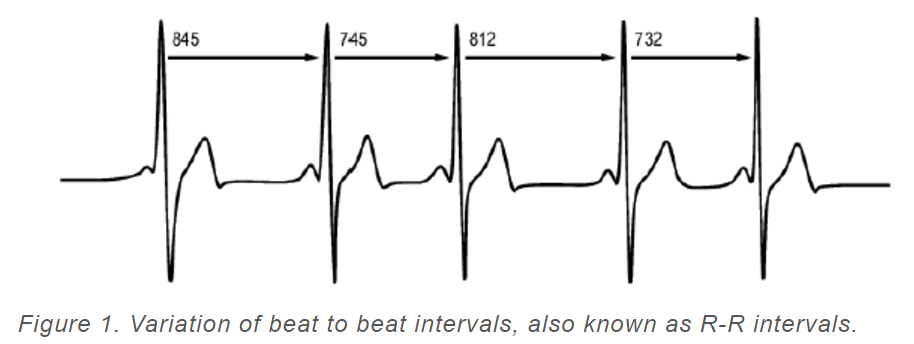 845 745 812 732
Figure 1. Variation of beat to beat intervals, also known as R-R intervals.